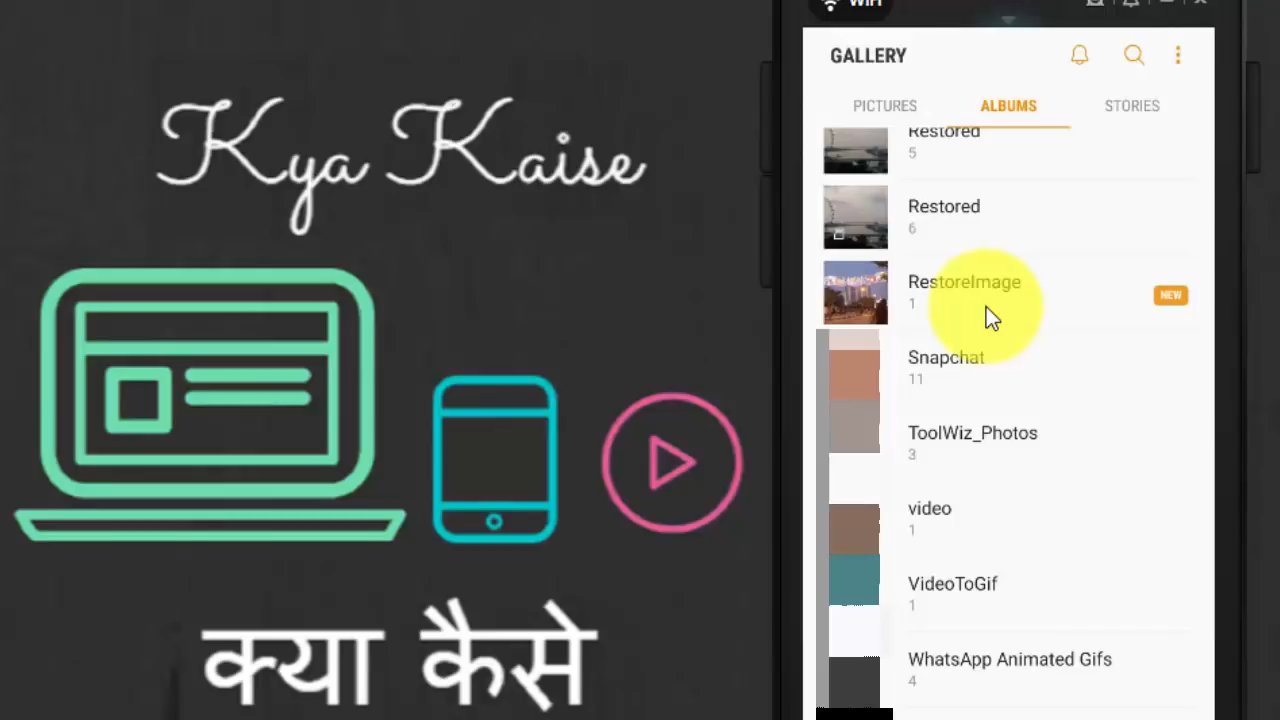 Kya Kaise
क्या कैसे
WiFi
GALLERY
PICTURES ALBUMS STORIES
Restored
5
Restored
6
RestoreImage
1
NEW
Snapchat
11
ToolWiz_Photos
3
video
1
VideoToGif
1
WhatsApp Animated Gifs
4